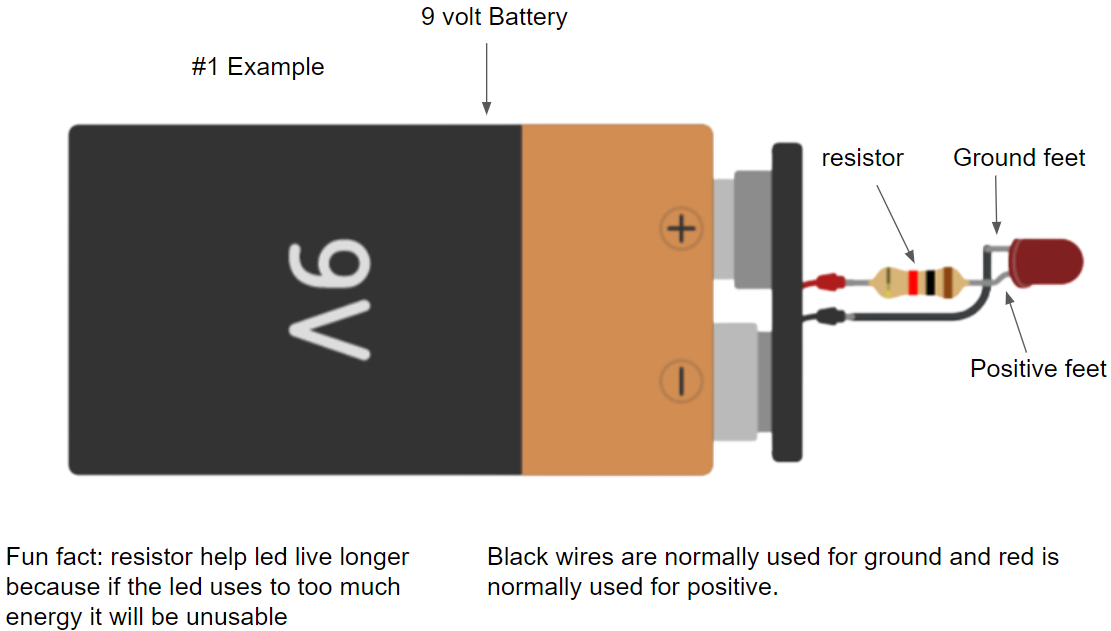 9 volt Battery
#1 Example
resistor
Ground feet
9V
+
-
Positive feet
Fun fact: resistor help led live longer
because if the led uses to too much
energy it will be unusable
Black wires are normally used for ground and red is
normally used for positive.